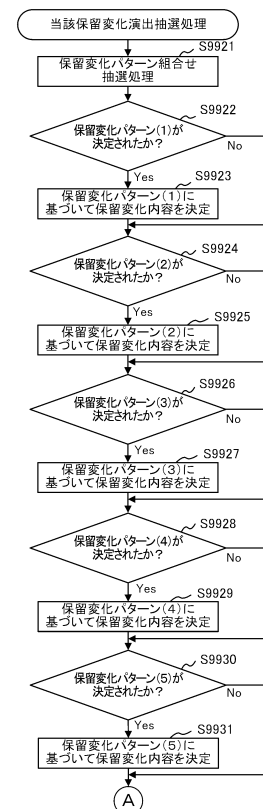 当該保留変化演出抽選処理
S9921
保留変化パターン組合せ
抽選処理
S9922
保留変化パターン(1)が
決定されたか?
No
Yes
S9923
保留変化パターン(1)に
基づいて保留変化内容を決定
S9924
保留変化パターン(2)が
決定されたか?
No
Yes
S9925
保留変化パターン(2)に
基づいて保留変化内容を決定
S9926
保留変化パターン(3)が
決定されたか?
No
Yes
S9927
保留変化パターン(3)に
基づいて保留変化内容を決定
S9928
保留変化パターン(4)が
決定されたか?
No
Yes
S9929
保留変化パターン(4)に
基づいて保留変化内容を決定
S9930
保留変化パターン(5)が
決定されたか?
No
Yes
S9931
保留変化パターン(5)に
基づいて保留変化内容を決定
A